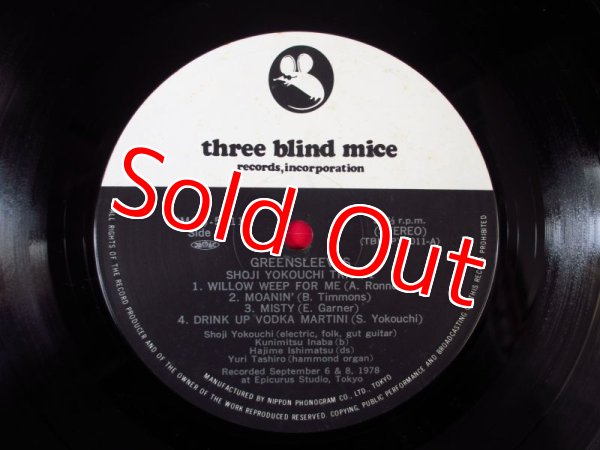 three blind mice
records, incorporation
Sold Out
Side
r.p.m.
(STEREO)
011-A)
GREENSLEEVES
SHOJI YOKOUCHI
1. WILLOW WEEP FOR ME (A. Ronn
2. MOANIN' (B. Timmons)
3. MISTY (E. Garner)
4. DRINK UP VODKA MARTINI (S. Yokouchi)
Shoji Yokouchi (electric, folk, gut guitar)
Kunimitsu Inaba (b)
Hajime Ishimatsu (ds)
Yuri Tashiro (hammond organ)
Recorded September 6 & 8, 1978
at Epicurus Studio, Tokyo
MANUFACTURED BY NIPPON PHONOGRAM CO., LTD., TOKYO
ALL RIGHTS OF THE RECORD PRODUCER AND OF THE OWNER OF THE WORK REPRODUCED RESERVED. COPYING, PUBLIC PERFORMANCE AND BROADCASTING THIS RECORD PROHIBITED